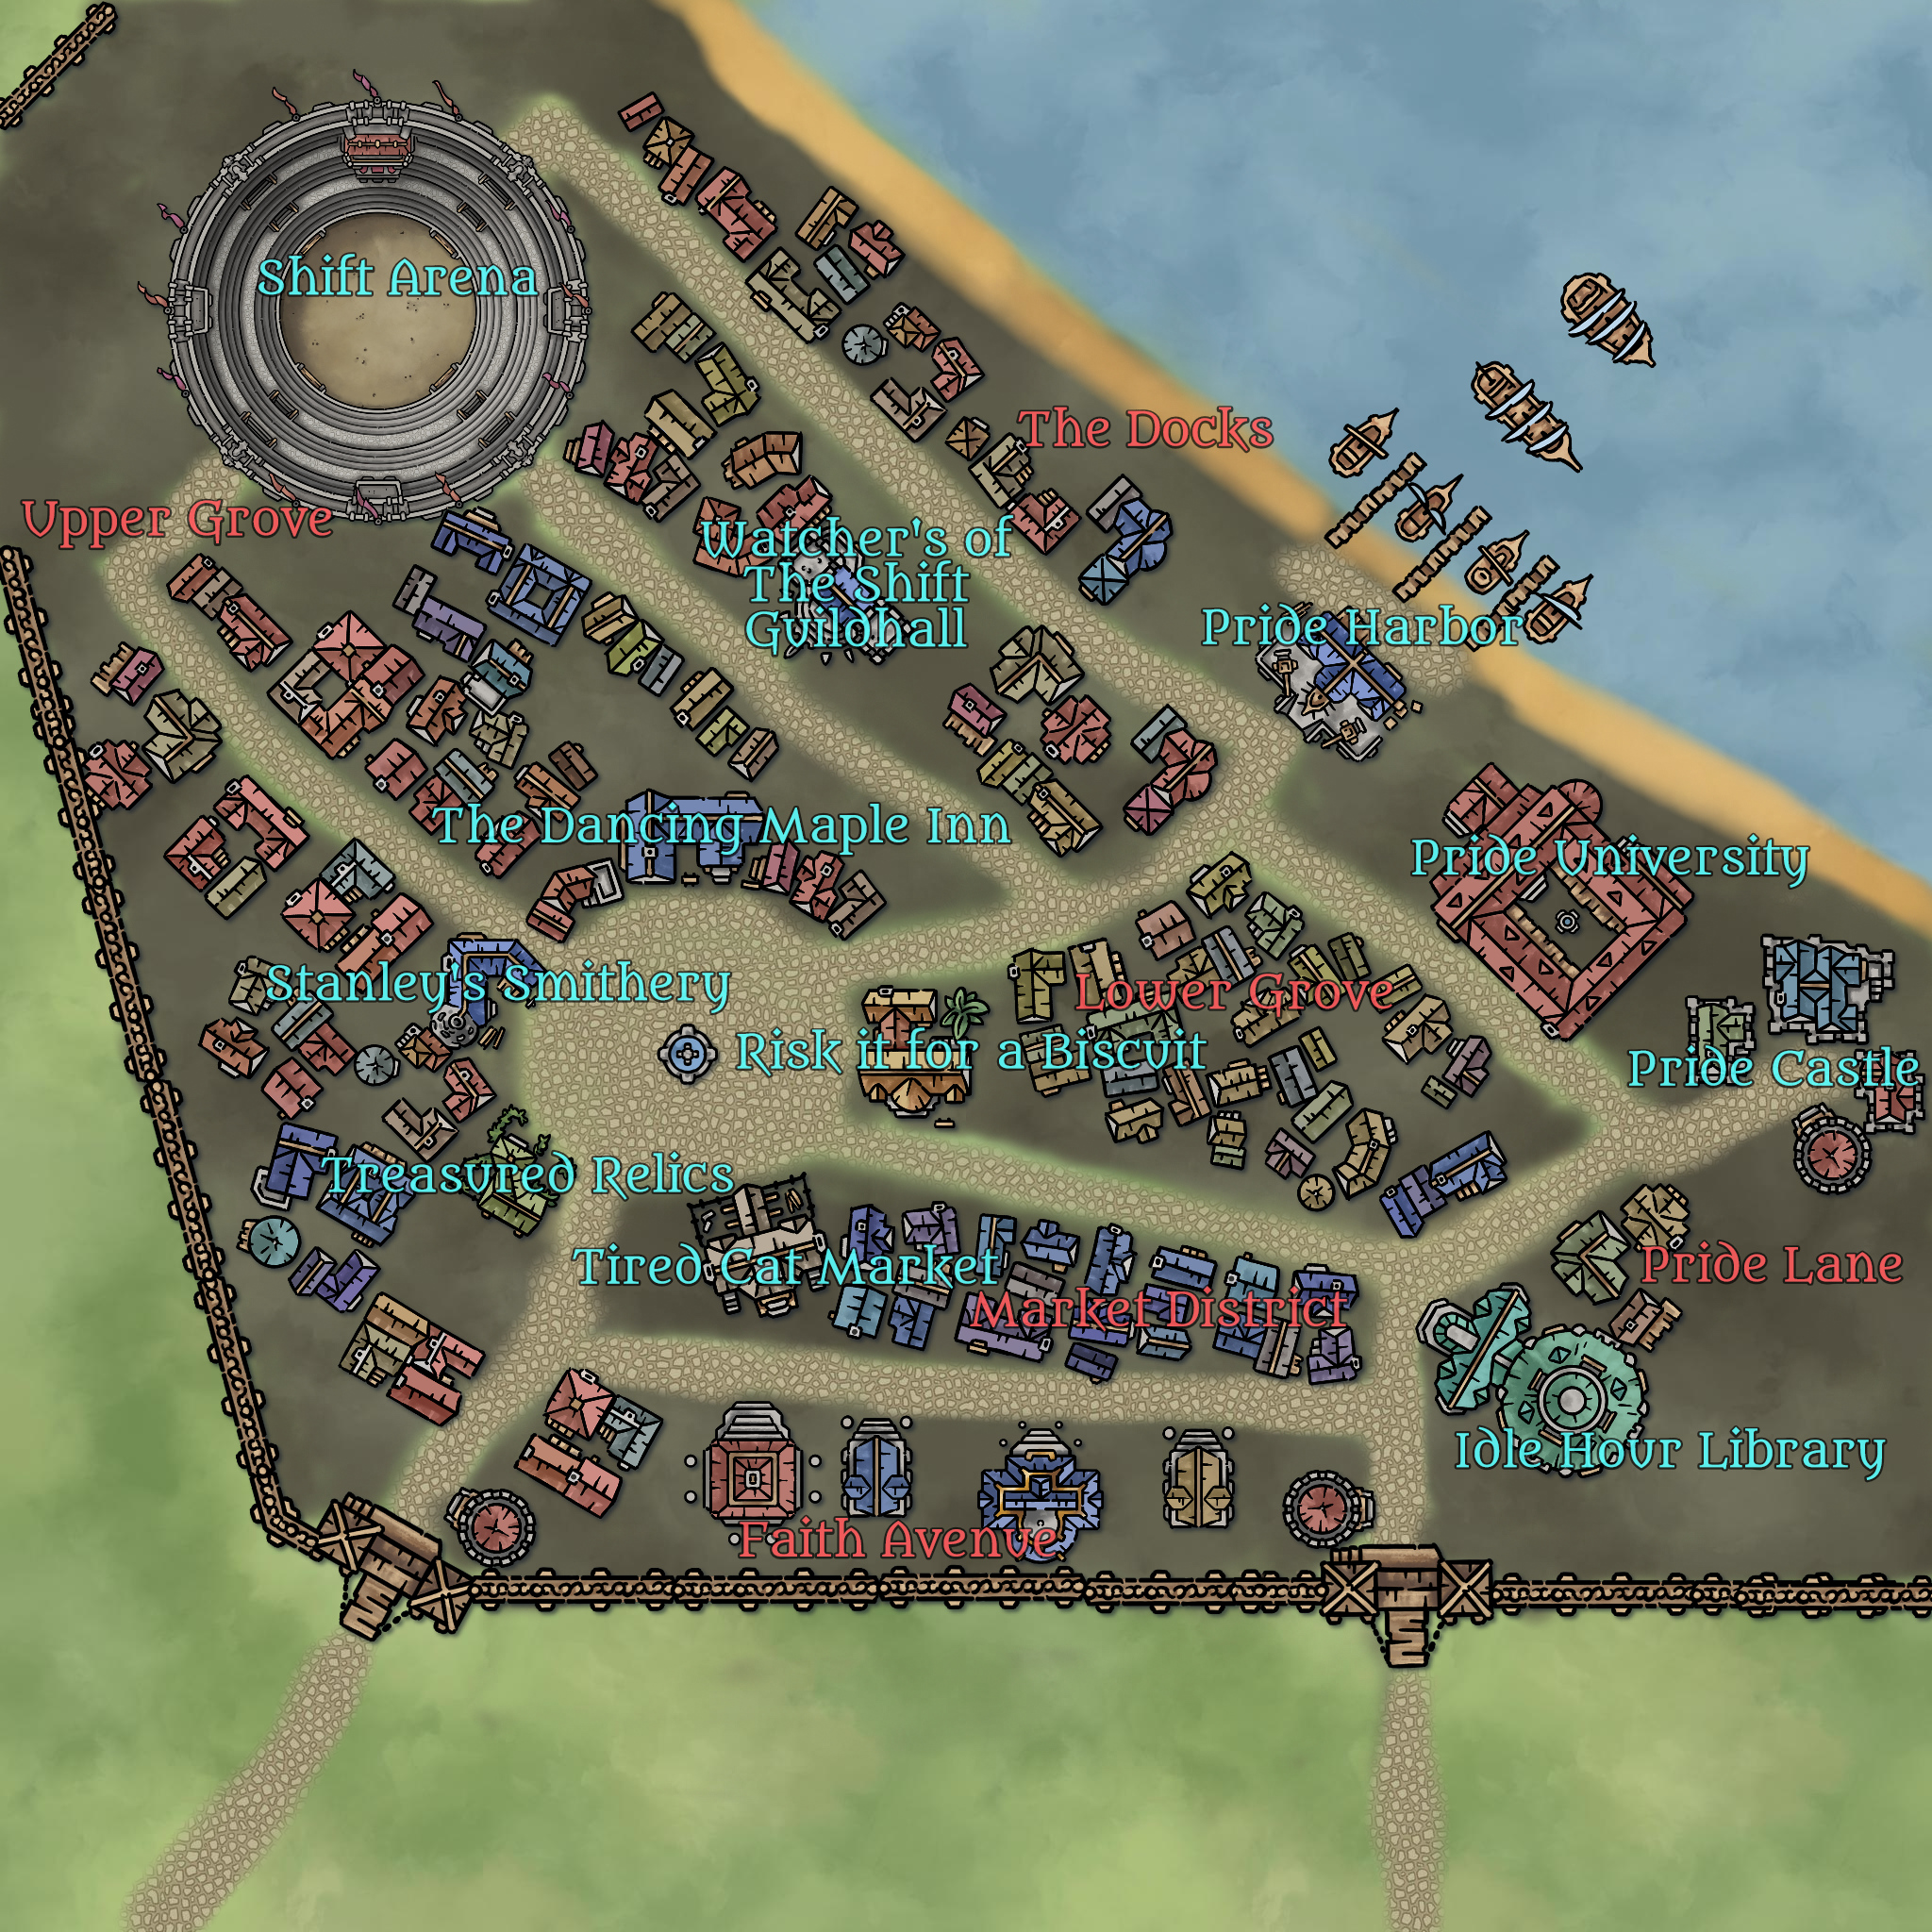 Shift Arena
The Docks
Upper Grove
Watcher's of
The Shift
Guildhall
Pride Harbor
The Dancing Maple Inn
Pride University
Stanley's Smithery
Lower Grove
Risk it for a Biscuit
Pride Castle
Treasured Relics
Tired Cat Market
Pride Lane
Market District
Idle Hour Library
Faith Avenue